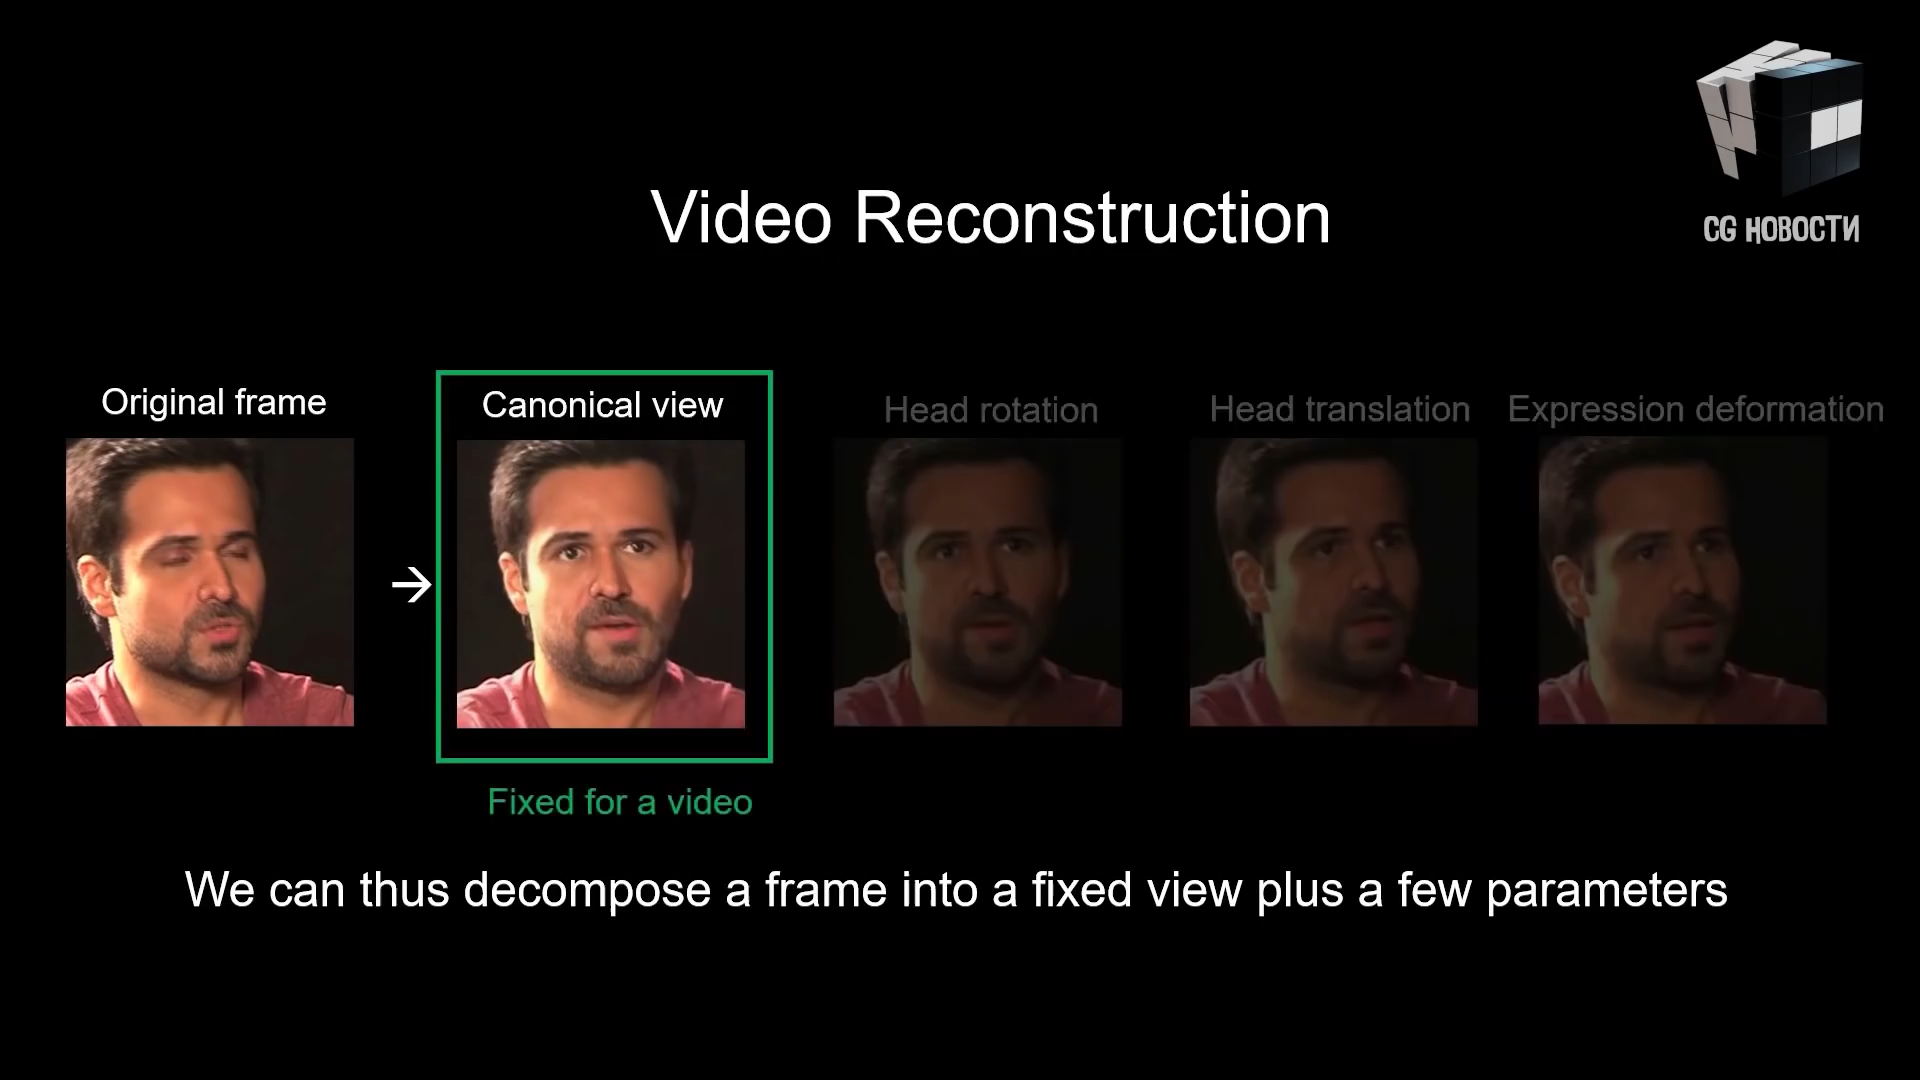 CG НОВОСТИ
Video Reconstruction
Original frame
Canonical view
Head rotation
Head translation
Expression deformation
Fixed for a video
We can thus decompose a frame into a fixed view plus a few parameters